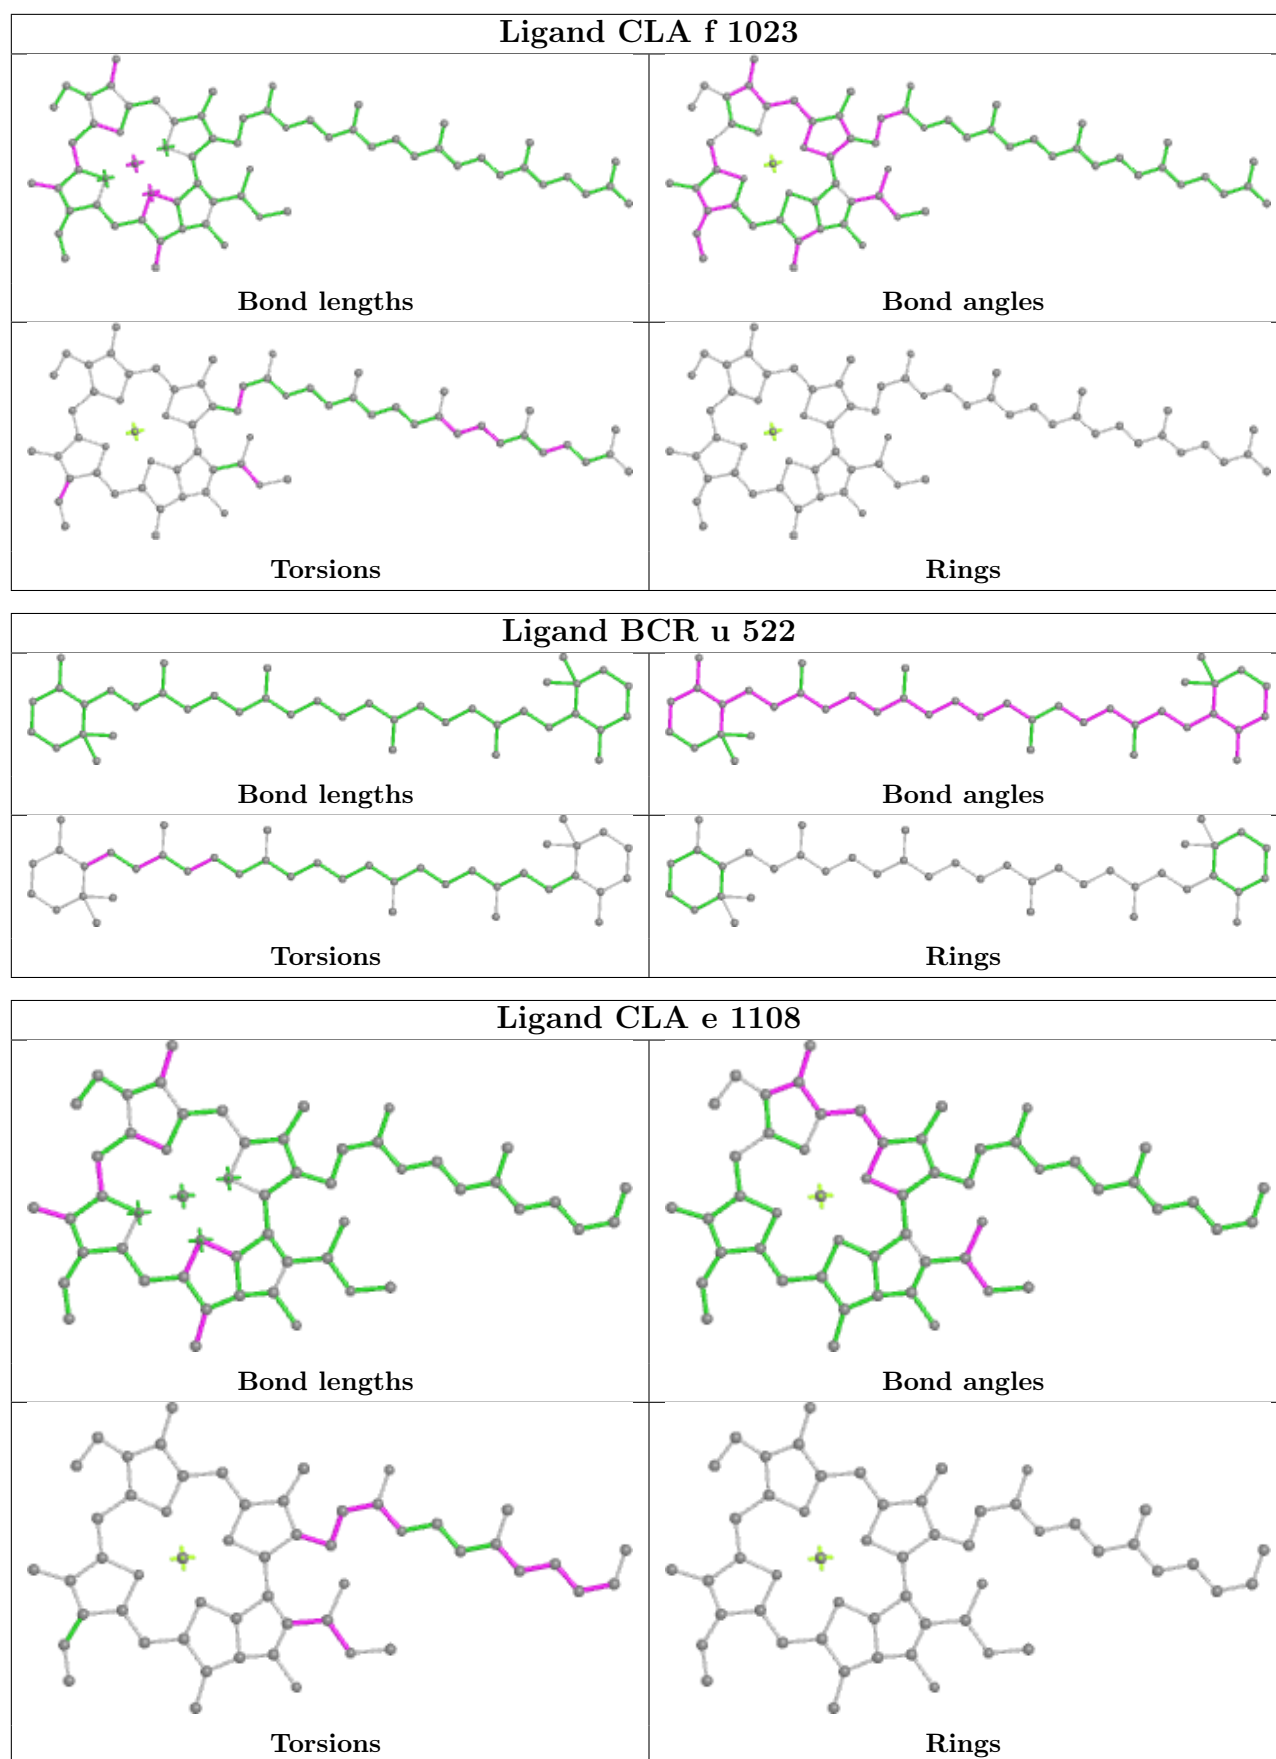 Ligand CLA f 1023
Bond lengths
Bond angles
Torsions
Rings
Ligand BCR u 522
Bond lengths
Bond angles
Torsions
Rings
Ligand CLA e 1108
Bond lengths
Bond angles
Torsions
Rings